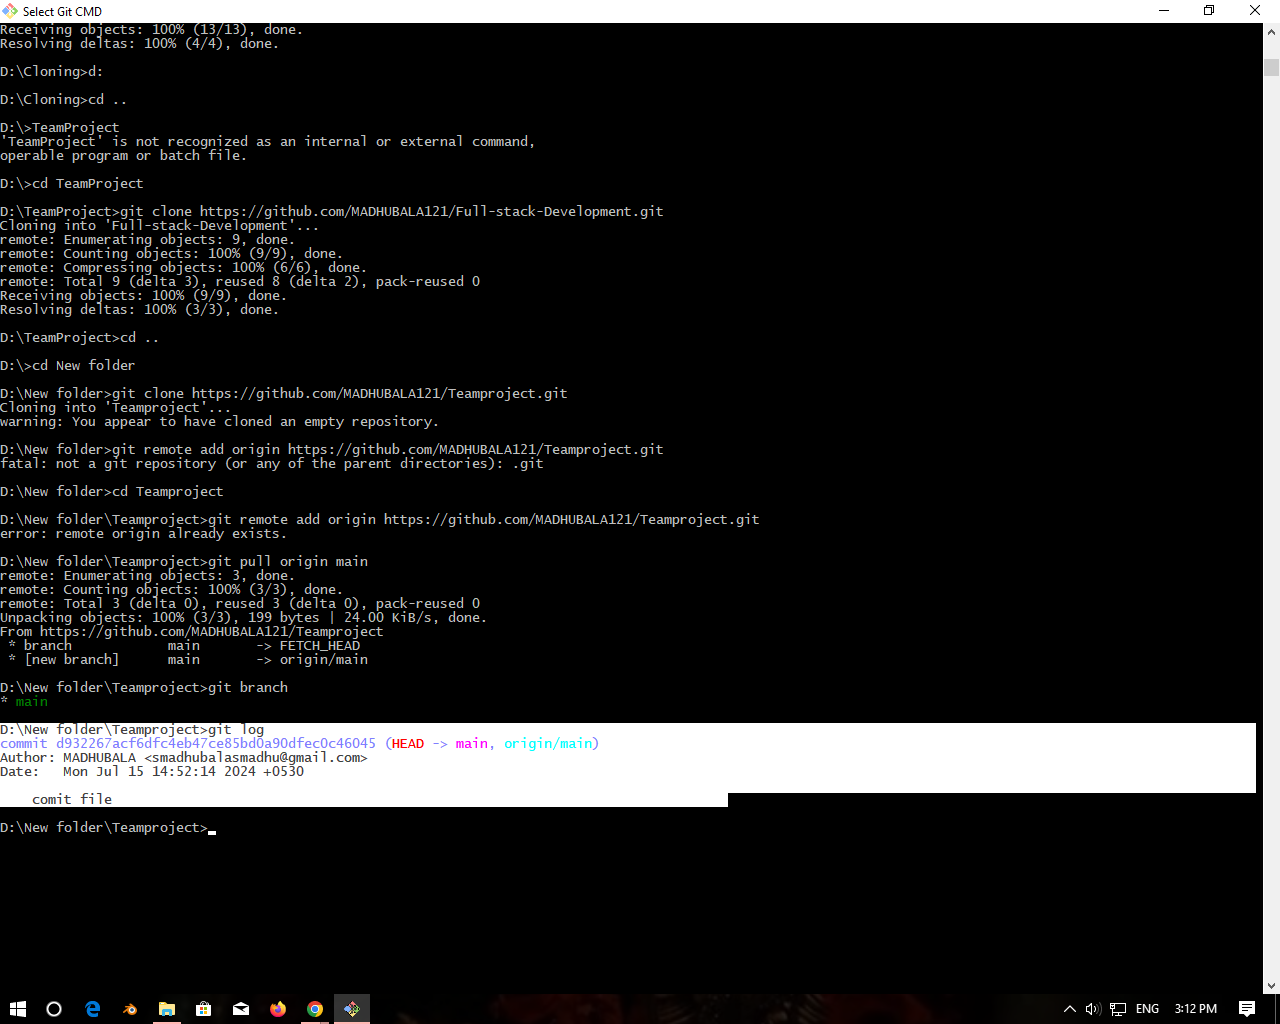 Select Git CMD
Receiving objects: 100% (13/13), done.
Resolving deltas: 100% (4/4), done.
D:\Cloning>d:
D:\Cloning>cd ..
D:\>TeamProject
'TeamProject' is not recognized as an internal or external command,
operable program or batch file.
D:\>cd TeamProject
D:\TeamProject>git clone https://github.com/MADHUBALA121/Full-stack-Development.git
Cloning into 'Full-stack-Development'...
remote: Enumerating objects: 9, done.
remote: Counting objects: 100% (9/9), done.
remote: Compressing objects: 100% (6/6), done.
remote: Total 9 (delta 3), reused 8 (delta 2), pack-reused 0
Receiving objects: 100% (9/9), done.
Resolving deltas: 100% (3/3), done.
D:\TeamProject>cd ..
D:\>cd New folder
D:\New folder>git clone https://github.com/MADHUBALA121/Teamproject.git
Cloning into 'Teamproject'...
warning: You appear to have cloned an empty repository.
D:\New folder>git remote add origin https://github.com/MADHUBALA121/Teamproject.git
fatal: not a git repository (or any of the parent directories): .git
D:\New folder>cd Teamproject
D:\New folder\Teamproject>git remote add origin https://github.com/MADHUBALA121/Teamproject.git
error: remote origin already exists.
D:\New folder\Teamproject>git pull origin main
remote: Enumerating objects: 3, done.
remote: Counting objects: 100% (3/3), done.
remote: Total 3 (delta 0), reused 3 (delta 0), pack-reused 0
Unpacking objects: 100% (3/3), 199 bytes | 24.00 KiB/s, done.
From https://github.com/MADHUBALA121/Teamproject
 * branch            main       -> FETCH_HEAD
 * [new branch]      main       -> origin/main
D:\New folder\Teamproject>git branch
* main
D:\New folder\Teamproject>git log
commit d932267acf6dfc4eb47ce85bd0a90dfec0c46045 (HEAD -> main, origin/main)
Author: MADHUBALA <smadhubalasmadhu@gmail.com>
Date:   Mon Jul 15 14:52:14 2024 +0530
    comit file
D:\New folder\Teamproject>
ENG
3:12 PM